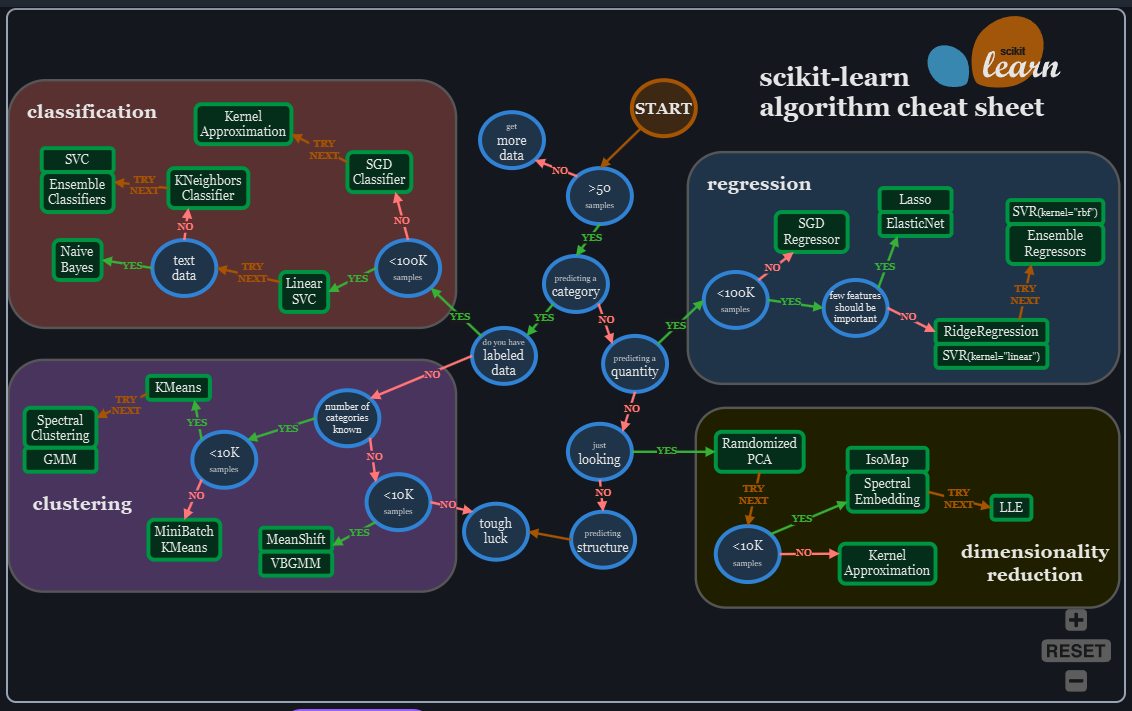 scikit-learn
algorithm cheat sheet
scikit
learn
START
get
more
data
NO
>50
samples
YES
predicting a
category
YES
NO
do you have
labeled
data
YES
NO
predicting a
quantity
YES
NO
just
looking
YES
NO
predicting
structure
tough
luck
classification
Kernel
Approximation
TRY
NEXT
SGD
Classifier
NO
<100K
samples
YES
Linear
SVC
TRY
NEXT
text
data
YES
Naive
Bayes
NO
KNeighbors
Classifier
TRY
NEXT
SVC
Ensemble
Classifiers
clustering
number of
categories
known
YES
NO
<10K
samples
YES
KMeans
TRY
NEXT
Spectral
Clustering
GMM
NO
MiniBatch
KMeans
<10K
samples
YES
MeanShift
VBGMM
NO
regression
<100K
samples
NO
SGD
Regressor
YES
few features
should be
important
YES
Lasso
ElasticNet
NO
RidgeRegression
SVR(kernel="linear")
TRY
NEXT
SVR(kernel="rbf")
Ensemble
Regressors
dimensionality
reduction
Randomized
PCA
TRY
NEXT
<10K
samples
YES
IsoMap
Spectral
Embedding
TRY
NEXT
LLE
NO
Kernel
Approximation
RESET